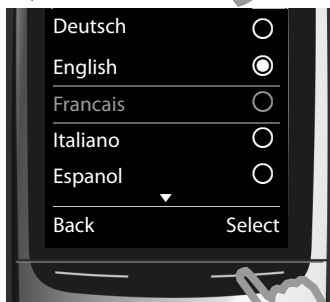 Deutsch
English
Francais
Italiano
Espanol
Back Select